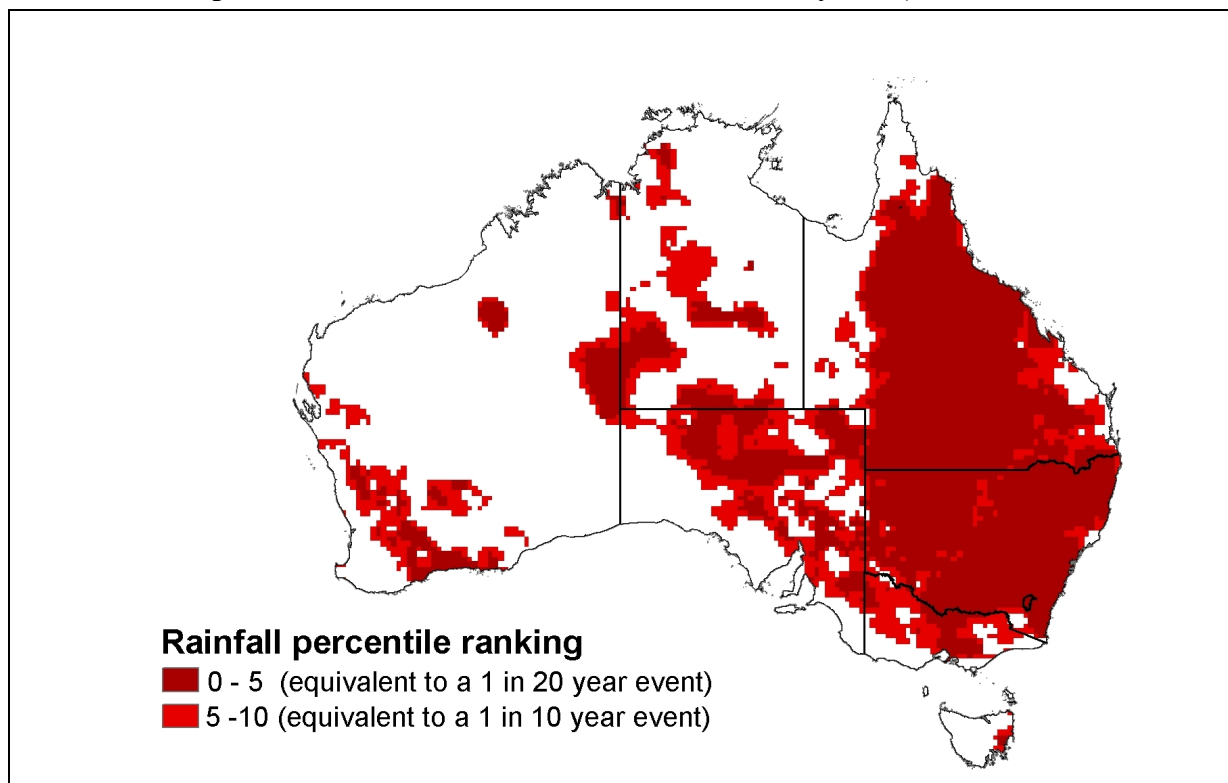 Rainfall percentile ranking
0 - 5 (equivalent to a 1 in 20 year event)
5 -10 (equivalent to a 1 in 10 year event)